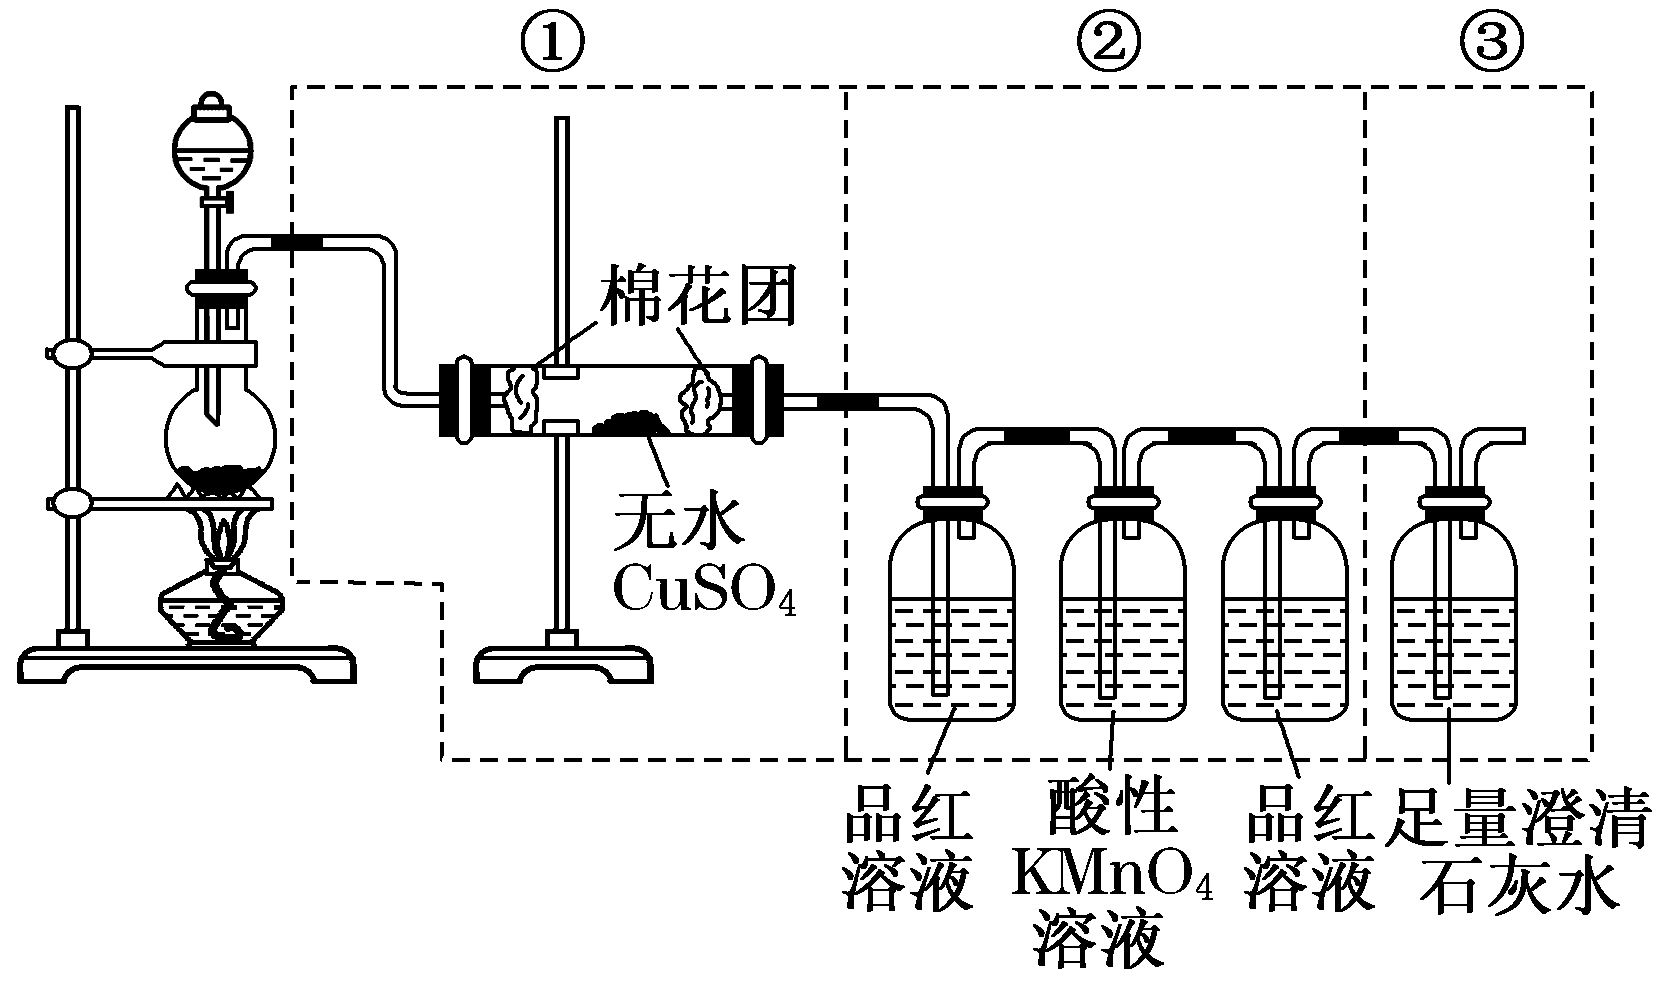 ①
②
③
棉花团
无水
CuSO₄
品红
溶液
酸性
KMnO₄
溶液
品红
溶液
足量澄清
石灰水